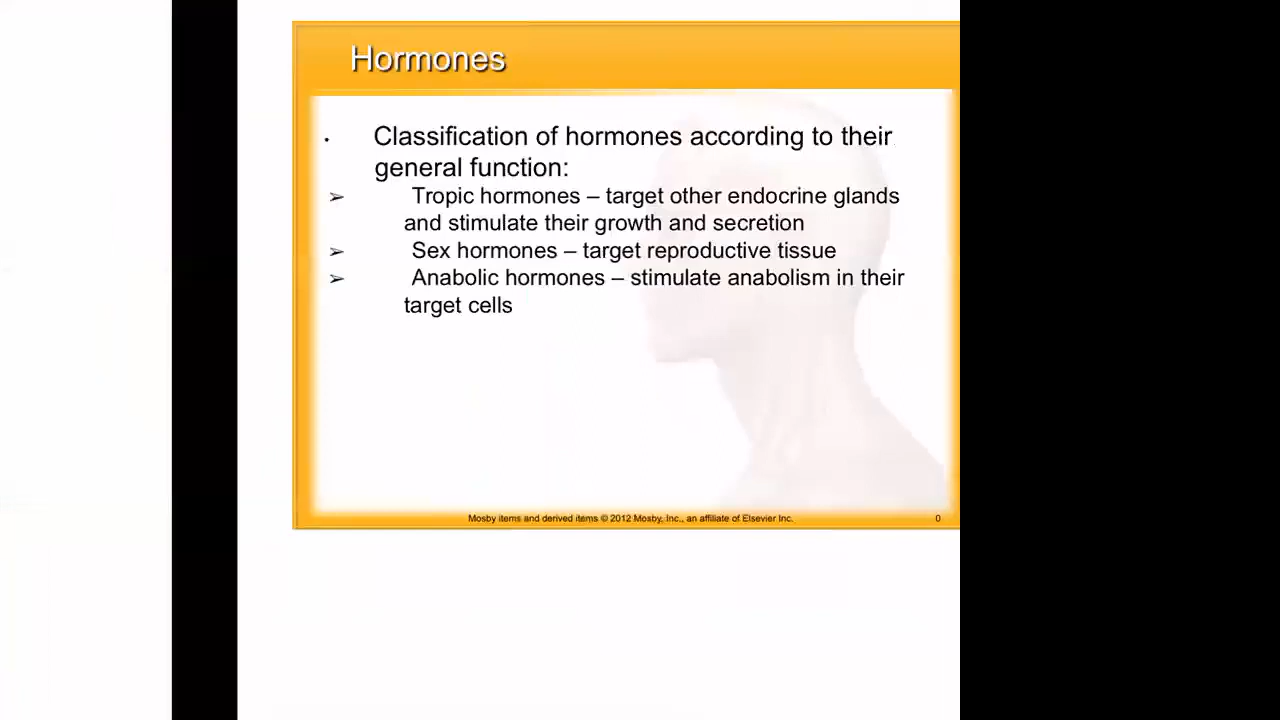 Hormones
• Classification of hormones according to their
general function:
➢ Tropic hormones – target other endocrine glands
and stimulate their growth and secretion
➢ Sex hormones – target reproductive tissue
➢ Anabolic hormones – stimulate anabolism in their
target cells
Mosby items and derived items © 2012 Mosby, Inc., an affiliate of Elsevier Inc. 0